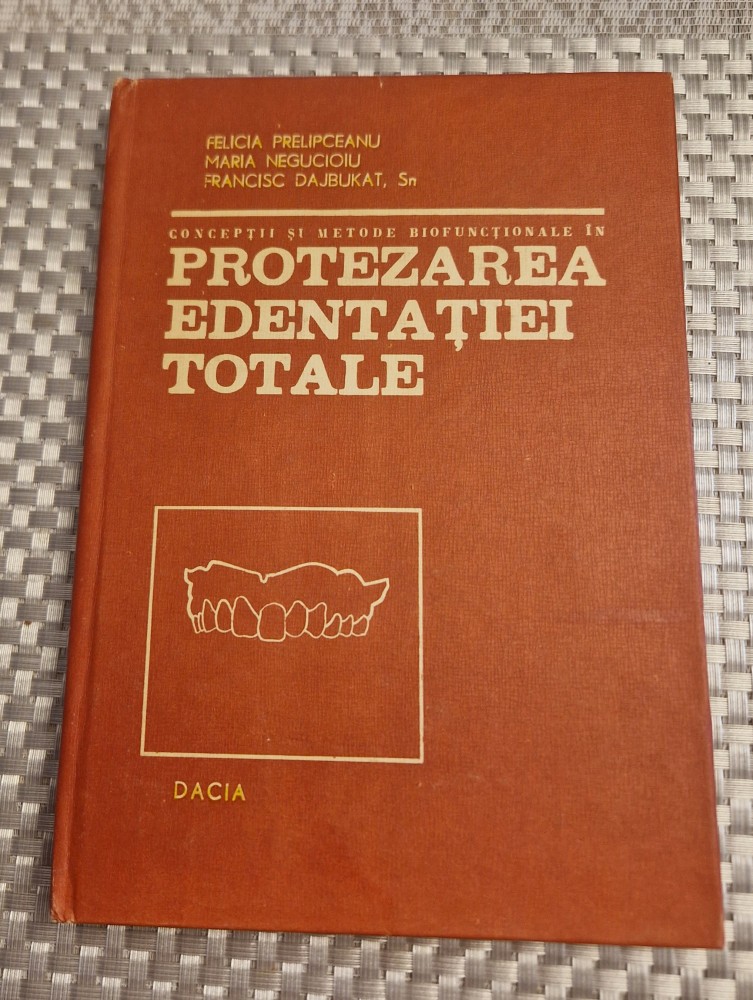 FELICIA PRELIPCEANU
MARIA NEGUCIOIU
FRANCISC DAJBUKAT, Sn
CONCEPȚII ȘI METODE BIOFUNCȚIONALE ÎN
PROTEZAREA
EDENTAȚIEI
TOTALE
DACIA